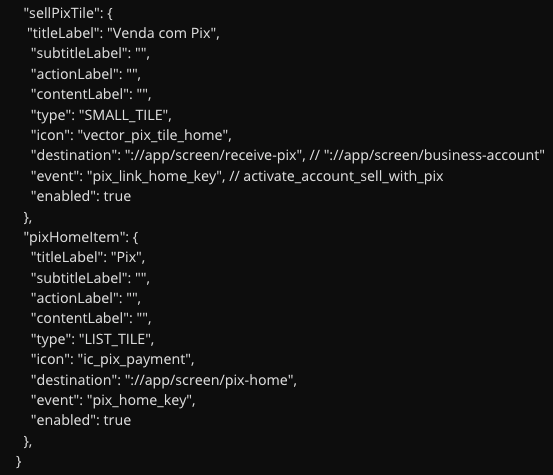 "sellPixTile": {
"titleLabel": "Venda com Pix",
"subtitleLabel": "",
"actionLabel": "",
"contentLabel": "",
"type": "SMALL_TILE",
"icon": "vector_pix_tile_home",
"destination": "://app/screen/receive-pix", // "://app/screen/business-account"
"event": "pix_link_home_key", // activate_account_sell_with_pix
"enabled": true
},
"pixHomeItem": {
"titleLabel": "Pix",
"subtitleLabel": "",
"actionLabel": "",
"contentLabel": "",
"type": "LIST_TILE",
"icon": "ic_pix_payment",
"destination": "://app/screen/pix-home",
"event": "pix_home_key",
"enabled": true
},
}